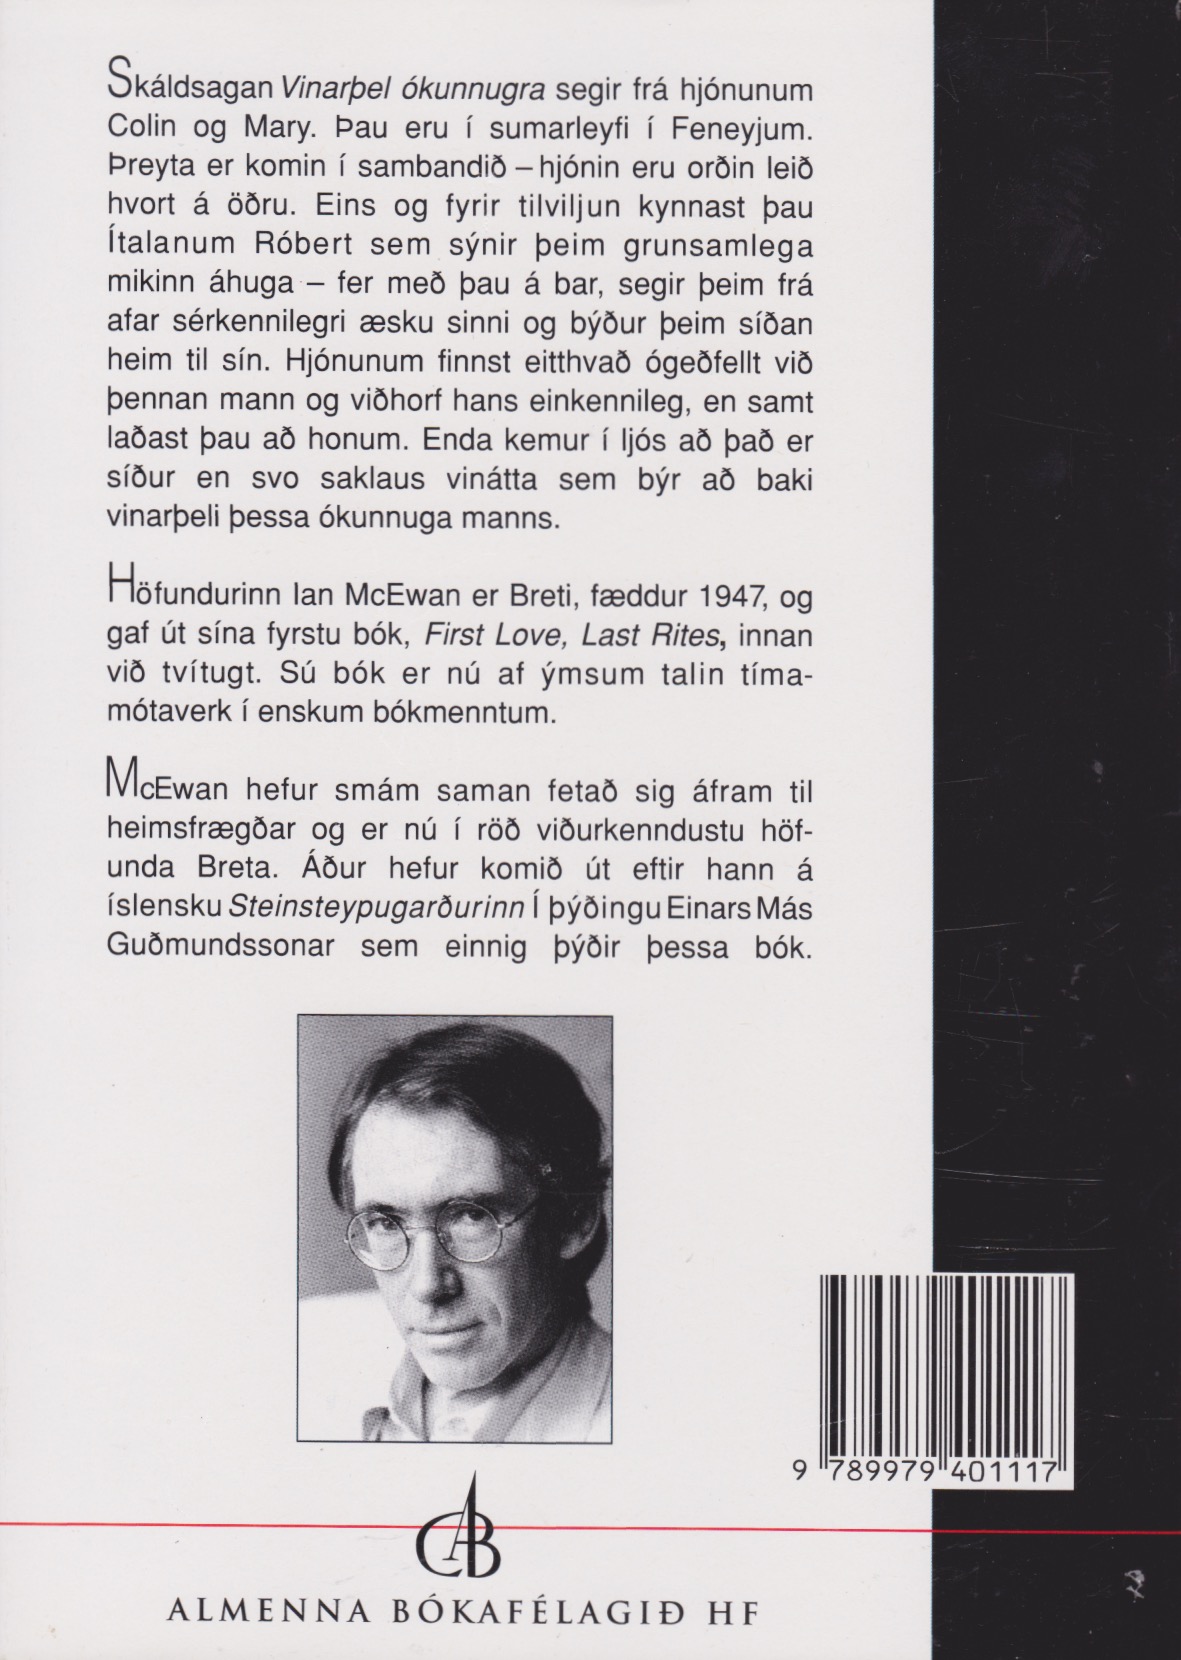 Skáldsagan Vinarþel ókunnugra segir frá hjónunum
Colin og Mary. Þau eru í sumarleyfi í Feneyjum.
Þreyta er komin í sambandið – hjónin eru orðin leið
hvort á öðru. Eins og fyrir tilviljun kynnast þau
Ítalanum Róbert sem sýnir þeim grunsamlega
mikinn áhuga – fer með þau á bar, segir þeim frá
afar sérkennilegri æsku sinni og býður þeim síðan
heim til sín. Hjónunum finnst eitthvað ógeðfellt við
þennan mann og viðhorf hans einkennileg, en samt
laðast þau að honum. Enda kemur í ljós að það er
síður en svo saklaus vinátta sem býr að baki
vinarþeli þessa ókunnuga manns.
Höfundurinn Ian McEwan er Breti, fæddur 1947, og
gaf út sína fyrstu bók, First Love, Last Rites, innan
við tvítugt. Sú bók er nú af ýmsum talin tíma-
mótaverk í enskum bókmenntum.
McEwan hefur smám saman fetað sig áfram til
heimsfrægðar og er nú í röð viðurkenndustu höf-
unda Breta. Áður hefur komið út eftir hann á
íslensku Steinsteypugarðurinn Í þýðingu Einars Más
Guðmundssonar sem einnig þýðir þessa bók.
9 789979 401117
AB
ALMENNA BÓKAFÉLAGIÐ HF